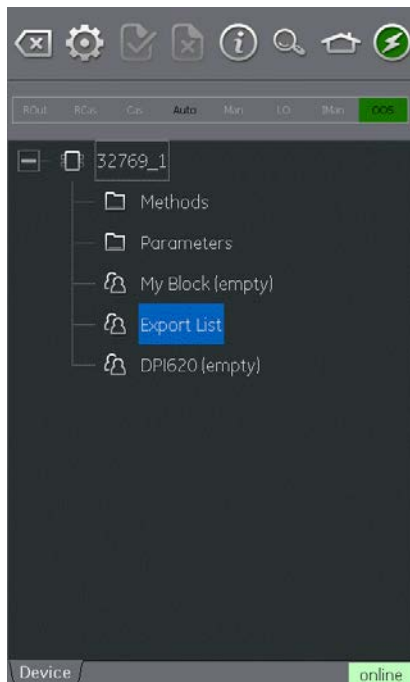 ROut RCas Cas Auto Man LO IMan OOS
32769_1
Methods
Parameters
My Block (empty)
Export List
DPI620 (empty)
Device online